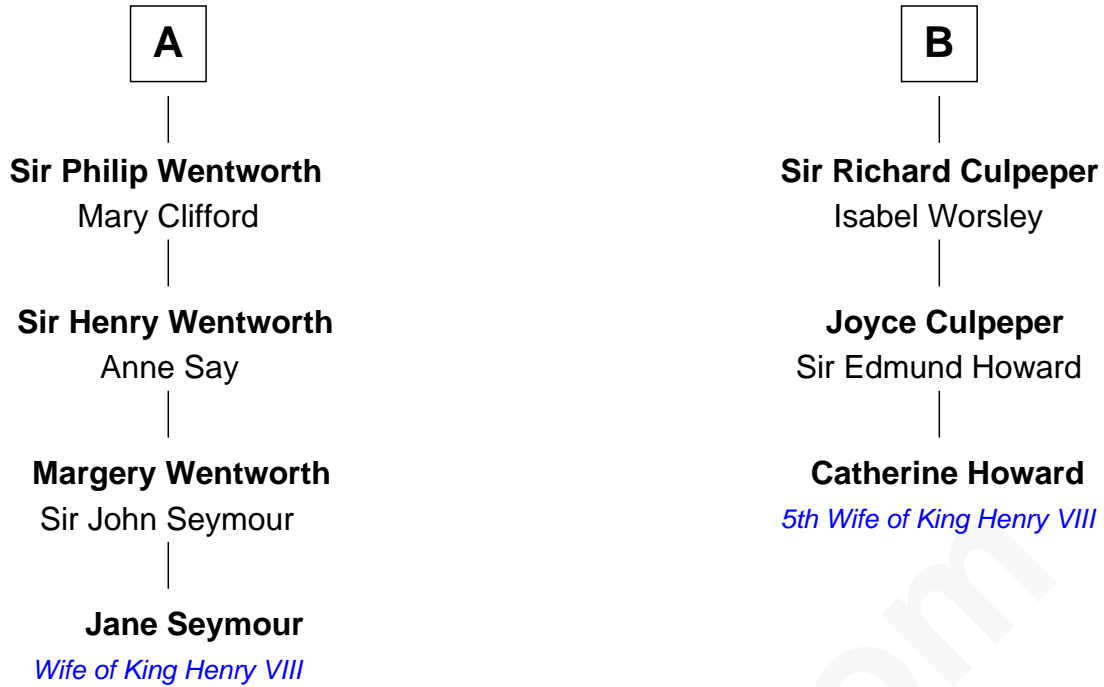 A
Sir Philip Wentworth
Mary Clifford
Sir Henry Wentworth
Anne Say
Margery Wentworth
Sir John Seymour
Jane Seymour
Wife of King Henry VIII
B
Sir Richard Culpeper
Isabel Worsley
Joyce Culpeper
Sir Edmund Howard
Catherine Howard
5th Wife of King Henry VIII
om